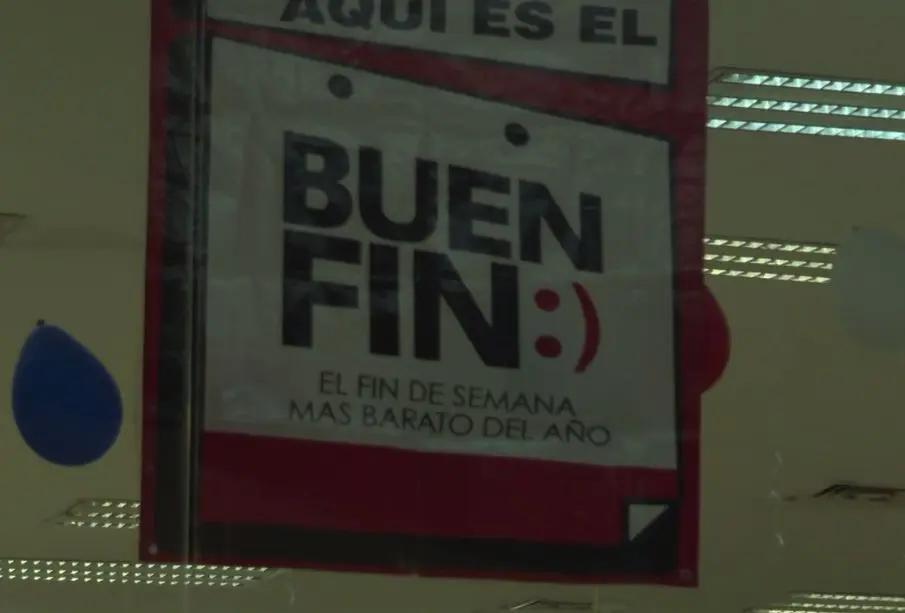 AQUI ES EL
BUEN
FIN:)
EL FIN DE SEMANA
MAS BARATO DEL AÑO